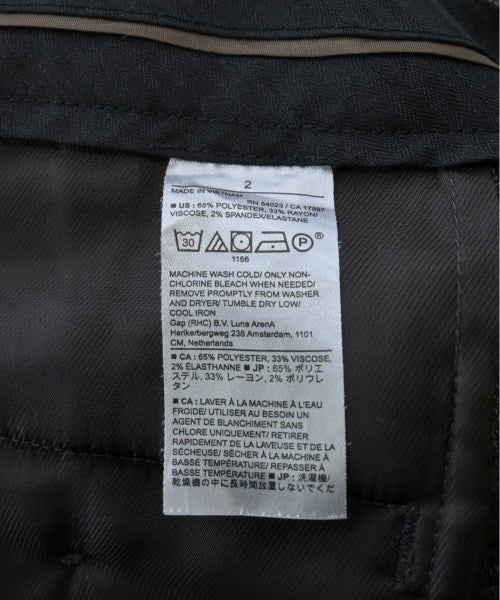 2
MADE IN VIETNAM RN 54023 / CA 17897
■ US: 65% POLYESTER, 33% RAYON/
VISCOSE, 2% SPANDEX/ELASTANE
30 P ®
1166
MACHINE WASH COLD/ ONLY NON-
CHLORINE BLEACH WHEN NEEDED/
REMOVE PROMPTLY FROM WASHER
AND DRYER/ TUMBLE DRY LOW/
COOL IRON
Gap (RHC) B.V. Luna ArenA
Herikerbergweg 238 Amsterdam, 1101
CM, Netherlands
■ CA: 65% POLYESTER, 33% VISCOSE,
2% ÉLASTHANNE ■ JP: 65% ポリエ
ステル, 33% レーヨン, 2% ポリウレ
タン
■ CA: LAVER À LA MACHINE À L'EAU
FROIDE/ UTILISER AU BESOIN UN
AGENT DE BLANCHIMENT SANS
CHLORE UNIQUEMENT/ RETIRER
RAPIDEMENT DE LA LAVEUSE ET DE LA
SÉCHEUSE/ SÉCHER À LA MACHINE À
BASSE TEMPÉRATURE/ REPASSER À
BASSE TEMPÉRATURE ■ JP: 洗濯機/
乾燥機の中に長時間放置しないでくだ